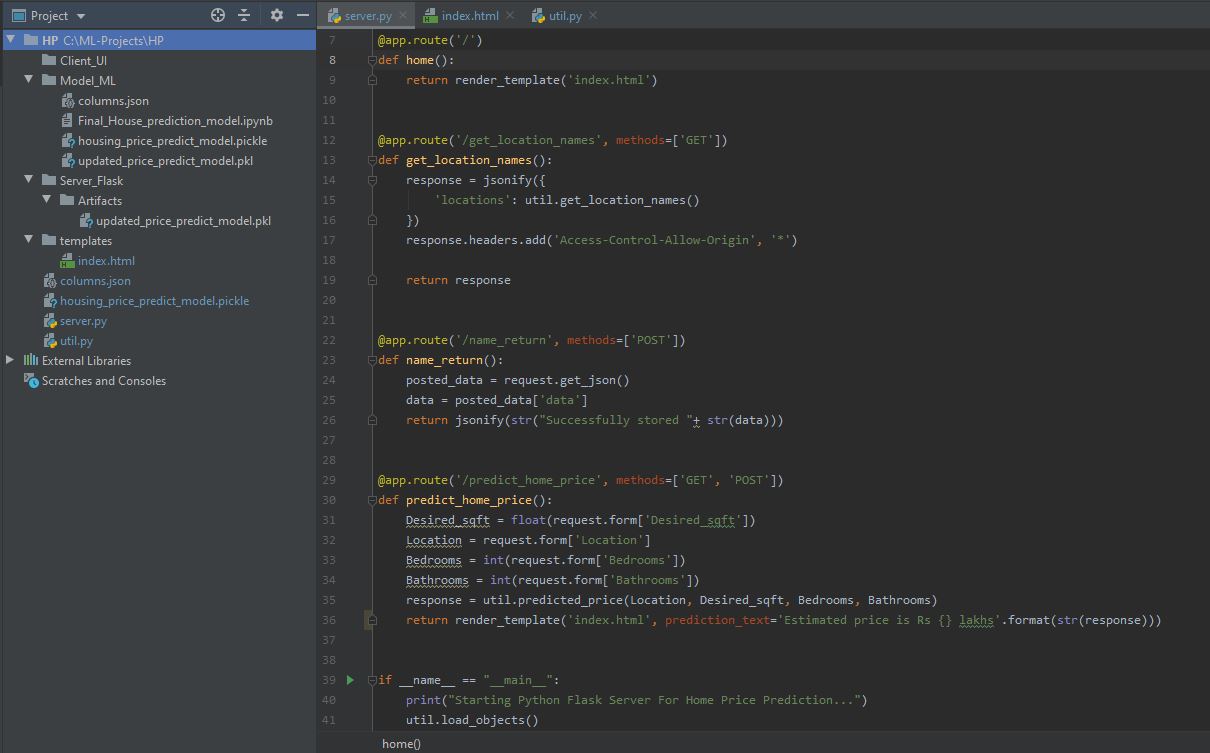 Project
server.py
index.html
util.py
HP C:\ML-Projects\HP
Client_UI
Model_ML
columns.json
Final_House_prediction_model.ipynb
housing_price_predict_model.pickle
updated_price_predict_model.pkl
Server_Flask
Artifacts
updated_price_predict_model.pkl
templates
index.html
columns.json
housing_price_predict_model.pickle
server.py
util.py
External Libraries
Scratches and Consoles
7 @app.route('/')
8 def home():
9 return render_template('index.html')
10
11
12 @app.route('/get_location_names', methods=['GET'])
13 def get_location_names():
14 response = jsonify({
15 'locations': util.get_location_names()
16 })
17 response.headers.add('Access-Control-Allow-Origin', '*')
18
19 return response
20
21
22 @app.route('/name_return', methods=['POST'])
23 def name_return():
24 posted_data = request.get_json()
25 data = posted_data['data']
26 return jsonify(str("Successfully stored "+ str(data)))
27
28
29 @app.route('/predict_home_price', methods=['GET', 'POST'])
30 def predict_home_price():
31 Desired_sqft = float(request.form['Desired_sqft'])
32 Location = request.form['Location']
33 Bedrooms = int(request.form['Bedrooms'])
34 Bathrooms = int(request.form['Bathrooms'])
35 response = util.predicted_price(Location, Desired_sqft, Bedrooms, Bathrooms)
36 return render_template('index.html', prediction_text='Estimated price is Rs {} lakhs'.format(str(response)))
37
38
39 if __name__ == "__main__":
40 print("Starting Python Flask Server For Home Price Prediction...")
41 util.load_objects()
home()